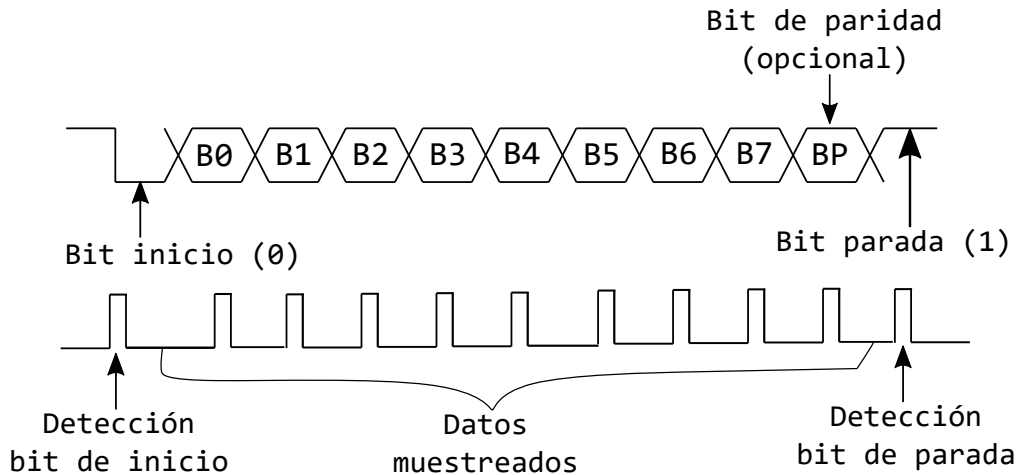 Bit de paridad
(opcional)
B0 B1 B2 B3 B4 B5 B6 B7 BP
Bit inicio (0)
Bit parada (1)
Detección
bit de inicio
Datos
muestreados
Detección
bit de parada